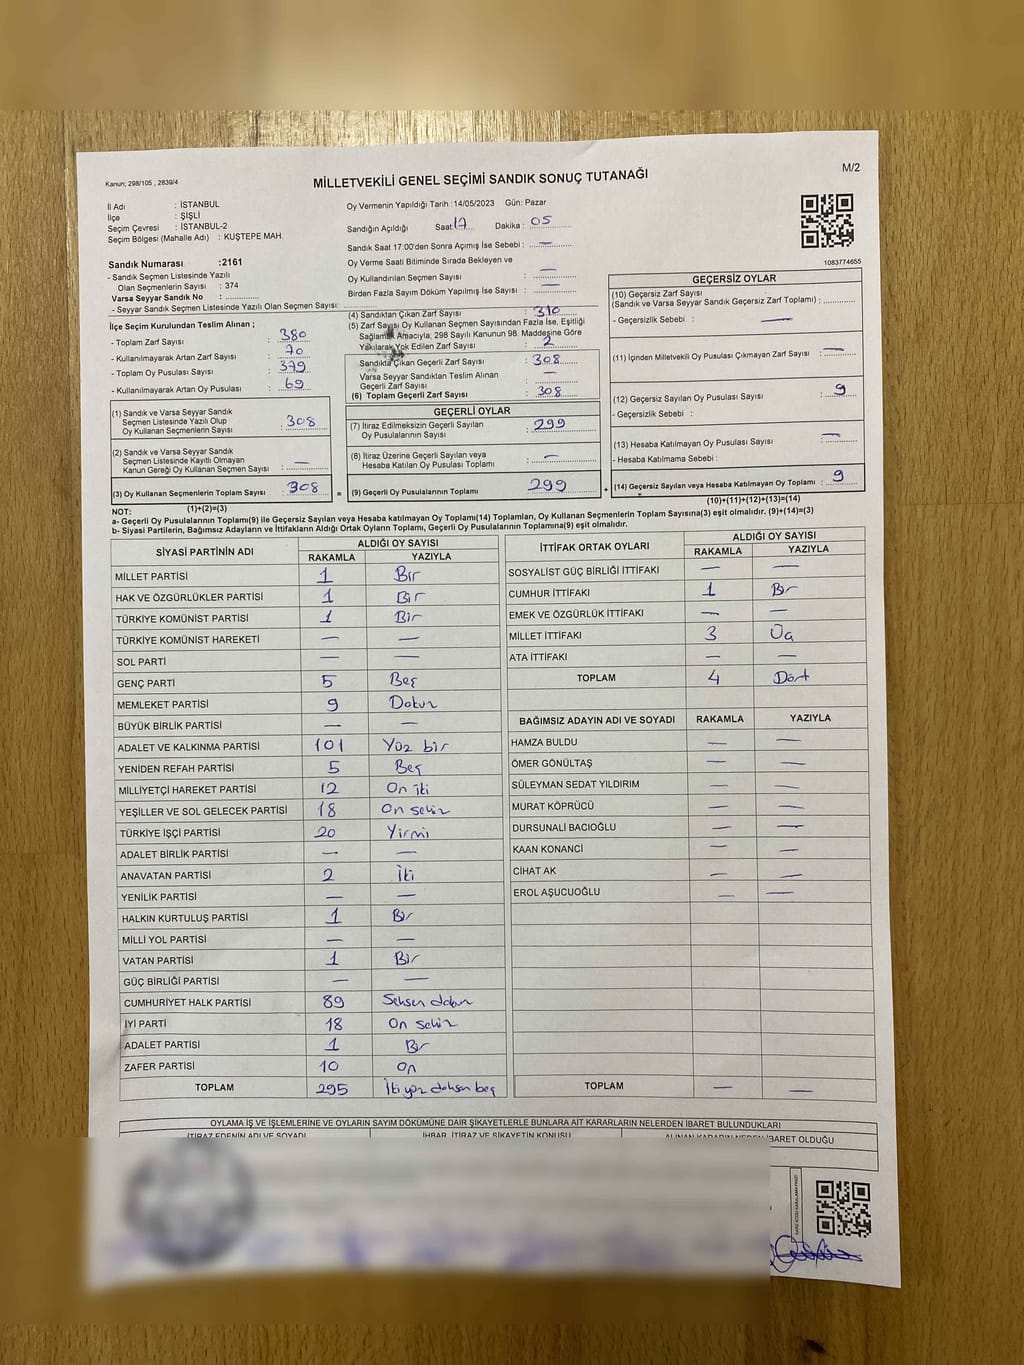 Kanun; 298/105 , 2839/4
M/2
MİLLETVEKİLİ GENEL SEÇİMİ SANDIK SONUÇ TUTANAĞI
İl Adı : İSTANBUL
İlçe : ŞİŞLİ
Seçim Çevresi : İSTANBUL-2
Seçim Bölgesi (Mahalle Adı) : KUŞTEPE MAH.
Oy Vermenin Yapıldığı Tarih :14/05/2023 Gün: Pazar
Sandığın Açıldığı Saat: 17 Dakika : 05
Sandık Saat 17:00'den Sonra Açımış İse Sebebi : —
Oy Verme Saati Bitiminde Sırada Bekleyen ve
Oy Kullandırılan Seçmen Sayısı : —
Birden Fazla Sayım Döküm Yapılmış İse Sayısı : —
1083774655
Sandık Numarası :2161
- Sandık Seçmen Listesinde Yazılı
Olan Seçmenlerin Sayısı : 374
Varsa Seyyar Sandık No :
- Seyyar Sandık Seçmen Listesinde Yazılı Olan Seçmen Sayısı:
İlçe Seçim Kurulundan Teslim Alınan ;
- Toplam Zarf Sayısı : 380
- Kullanılmayarak Artan Zarf Sayısı : 70
- Toplam Oy Pusulası Sayısı : 379
- Kullanılmayarak Artan Oy Pusulası : 69
(1) Sandık ve Varsa Seyyar Sandık
Seçmen Listesinde Yazılı Olup
Oy Kullanan Seçmenlerin Sayısı : 308
(2) Sandık ve Varsa Seyyar Sandık
Seçmen Listesinde Kayıtlı Olmayan
Kanun Gereği Oy Kullanan Seçmen Sayısı : —
(3) Oy Kullanan Seçmenlerin Toplam Sayısı : 308
(1)+(2)=(3)
(4) Sandıktan Çıkan Zarf Sayısı : 310
(5) Zarf Sayısı Oy Kullanan Seçmen Sayısından Fazla İse, Eşitliği
Sağlamak Amacıyla; 298 Sayılı Kanunun 98. Maddesine Göre
Yakılarak Yok Edilen Zarf Sayısı : 2
Sandıkta Çıkan Geçerli Zarf Sayısı : 308
Varsa Seyyar Sandıktan Teslim Alınan
Geçerli Zarf Sayısı : —
(6) Toplam Geçerli Zarf Sayısı : 308
GEÇERLİ OYLAR
(7) İtiraz Edilmeksizin Geçerli Sayılan
Oy Pusulalarının Sayısı : 299
(8) İtiraz Üzerine Geçerli Sayılan veya
Hesaba Katılan Oy Pusulası Toplamı : —
= (9) Geçerli Oy Pusulalarının Toplamı : 299
GEÇERSİZ OYLAR
(10) Geçersiz Zarf Sayısı
(Sandık ve Varsa Seyyar Sandık Geçersiz Zarf Toplamı) :
- Geçersizlik Sebebi : —
(11) İçinden Milletvekili Oy Pusulası Çıkmayan Zarf Sayısı : —
(12) Geçersiz Sayılan Oy Pusulası Sayısı : 9
- Geçersizlik Sebebi :
(13) Hesaba Katılmayan Oy Pusulası Sayısı : —
- Hesaba Katılmama Sebebi :
+ (14) Geçersiz Sayılan veya Hesaba Katılmayan Oy Toplamı : 9
(10)+(11)+(12)+(13)=(14)
NOT:
a- Geçerli Oy Pusulalarının Toplamı(9) ile Geçersiz Sayılan veya Hesaba katılmayan Oy Toplamı(14) Toplamları, Oy Kullanan Seçmenlerin Toplam Sayısına(3) eşit olmalıdır. (9)+(14)=(3)
b- Siyasi Partilerin, Bağımsız Adayların ve İttifakların Aldığı Ortak Oyların Toplamı, Geçerli Oy Pusulalarının Toplamına(9) eşit olmalıdır.
SİYASİ PARTİNİN ADI ALDIĞI OY SAYISI
RAKAMLA YAZIYLA
MİLLET PARTİSİ 1 Bir
HAK VE ÖZGÜRLÜKLER PARTİSİ 1 Bir
TÜRKİYE KOMÜNİST PARTİSİ 1 Bir
TÜRKİYE KOMÜNİST HAREKETİ — —
SOL PARTİ — —
GENÇ PARTİ 5 Beş
MEMLEKET PARTİSİ 9 Dokuz
BÜYÜK BİRLİK PARTİSİ — —
ADALET VE KALKINMA PARTİSİ 101 Yüz bir
YENİDEN REFAH PARTİSİ 5 Beş
MİLLİYETÇİ HAREKET PARTİSİ 12 On iki
YEŞİLLER VE SOL GELECEK PARTİSİ 18 On sekiz
TÜRKİYE İŞÇİ PARTİSİ 20 Yirmi
ADALET BİRLİK PARTİSİ — —
ANAVATAN PARTİSİ 2 İki
YENİLİK PARTİSİ — —
HALKIN KURTULUŞ PARTİSİ 1 Bir
MİLLİ YOL PARTİSİ — —
VATAN PARTİSİ 1 Bir
GÜÇ BİRLİĞİ PARTİSİ — —
CUMHURİYET HALK PARTİSİ 89 Seksen dokuz
İYİ PARTİ 18 On sekiz
ADALET PARTİSİ 1 Bir
ZAFER PARTİSİ 10 On
TOPLAM 295 İki yüz doksan beş
İTTİFAK ORTAK OYLARI ALDIĞI OY SAYISI
RAKAMLA YAZIYLA
SOSYALİST GÜÇ BİRLİĞİ İTTİFAKI — —
CUMHUR İTTİFAKI 1 Bir
EMEK VE ÖZGÜRLÜK İTTİFAKI — —
MİLLET İTTİFAKI 3 Üç
ATA İTTİFAKI — —
TOPLAM 4 Dört
BAĞIMSIZ ADAYIN ADI VE SOYADI RAKAMLA YAZIYLA
HAMZA BULDU — —
ÖMER GÖNÜLTAŞ — —
SÜLEYMAN SEDAT YILDIRIM — —
MURAT KÖPRÜCÜ — —
DURSUNALİ BACIOĞLU — —
KAAN KONANCİ — —
CİHAT AK — —
EROL AŞUCUOĞLU — —
TOPLAM — —
OYLAMA İŞ VE İŞLEMLERİNE VE OYLARIN SAYIM DÖKÜMÜNE DAİR ŞİKAYETLERLE BUNLARA AİT KARARLARIN NELERDEN İBARET BULUNDUKLARI
İTİRAZ EDENİN ADI VE SOYADI İHBAR, İTİRAZ VE ŞİKAYETİN KONUSU ALINAN KARARIN NEDEN İBARET OLDUĞU